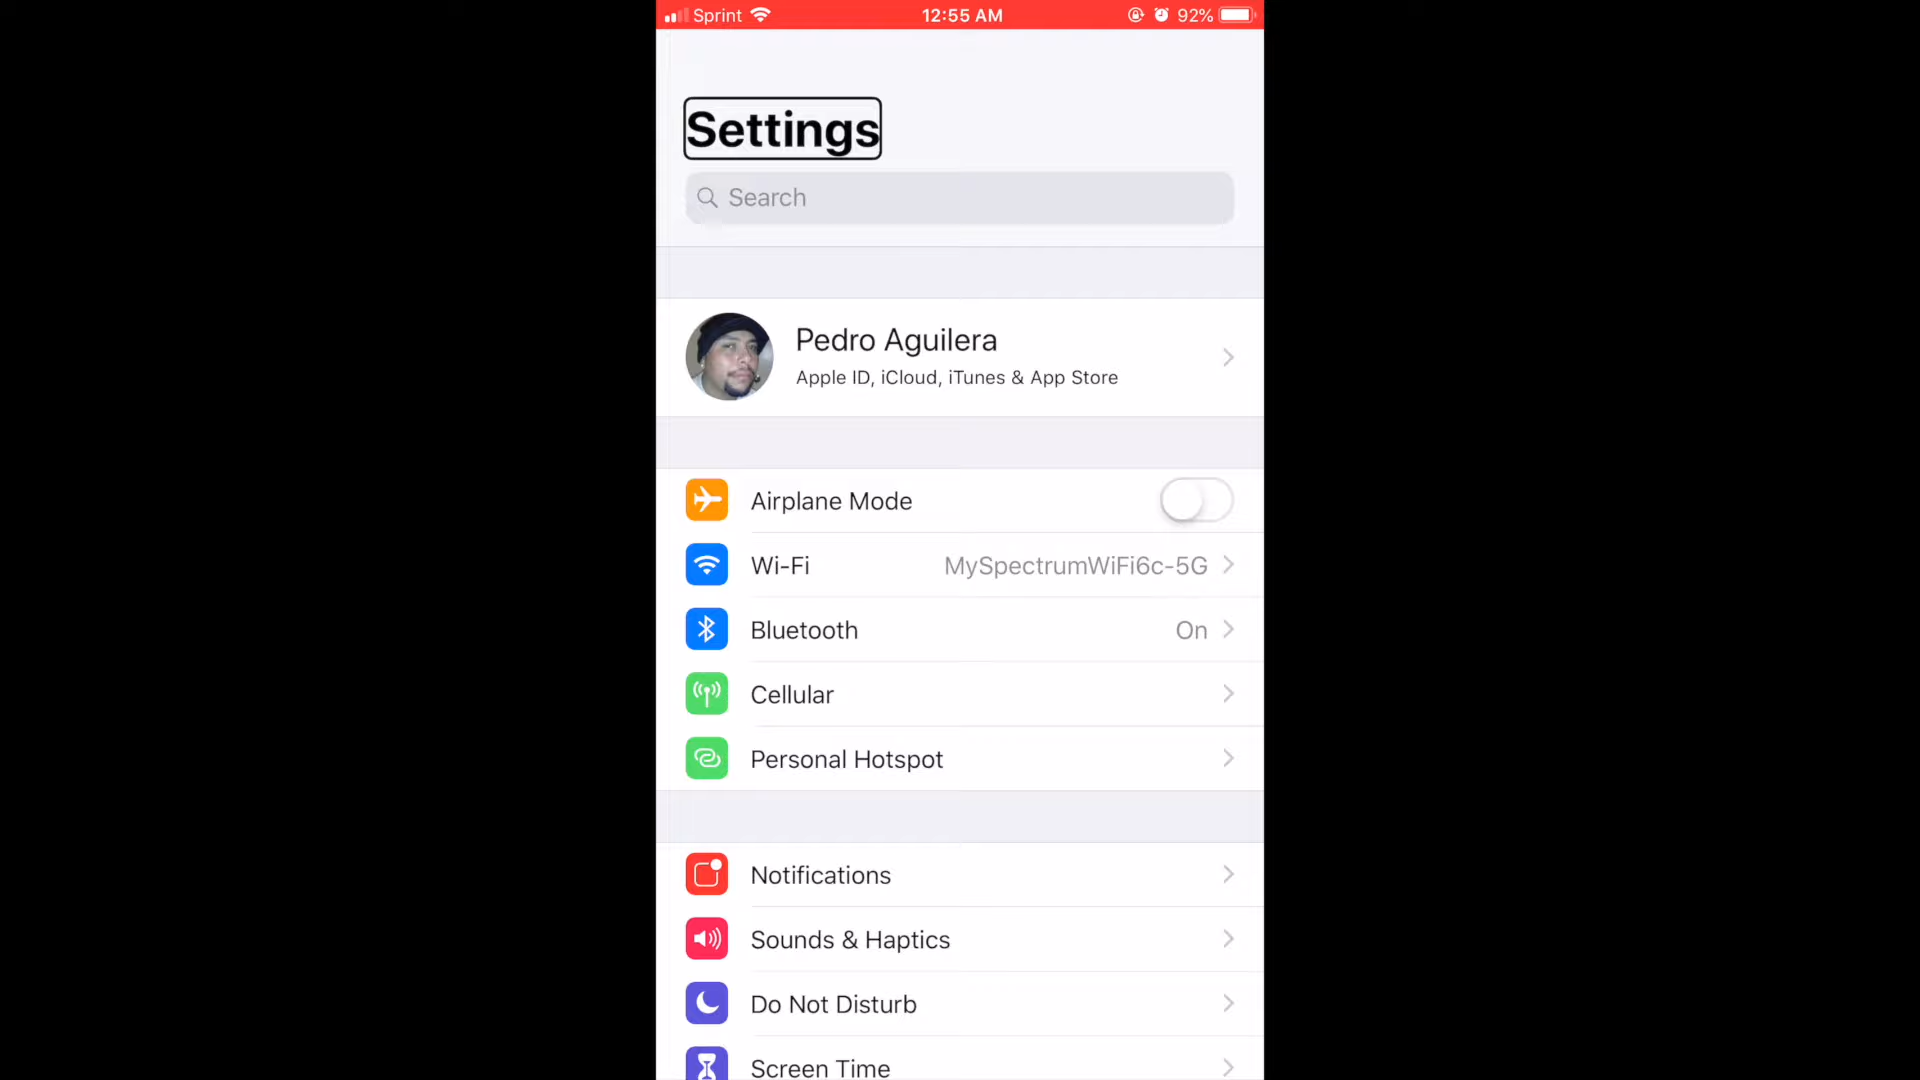 Sprint 12:55 AM 92%
Settings
Search
Pedro Aguilera
Apple ID, iCloud, iTunes & App Store
Airplane Mode
Wi-Fi MySpectrumWiFi6c-5G
Bluetooth On
Cellular
Personal Hotspot
Notifications
Sounds & Haptics
Do Not Disturb
Screen Time